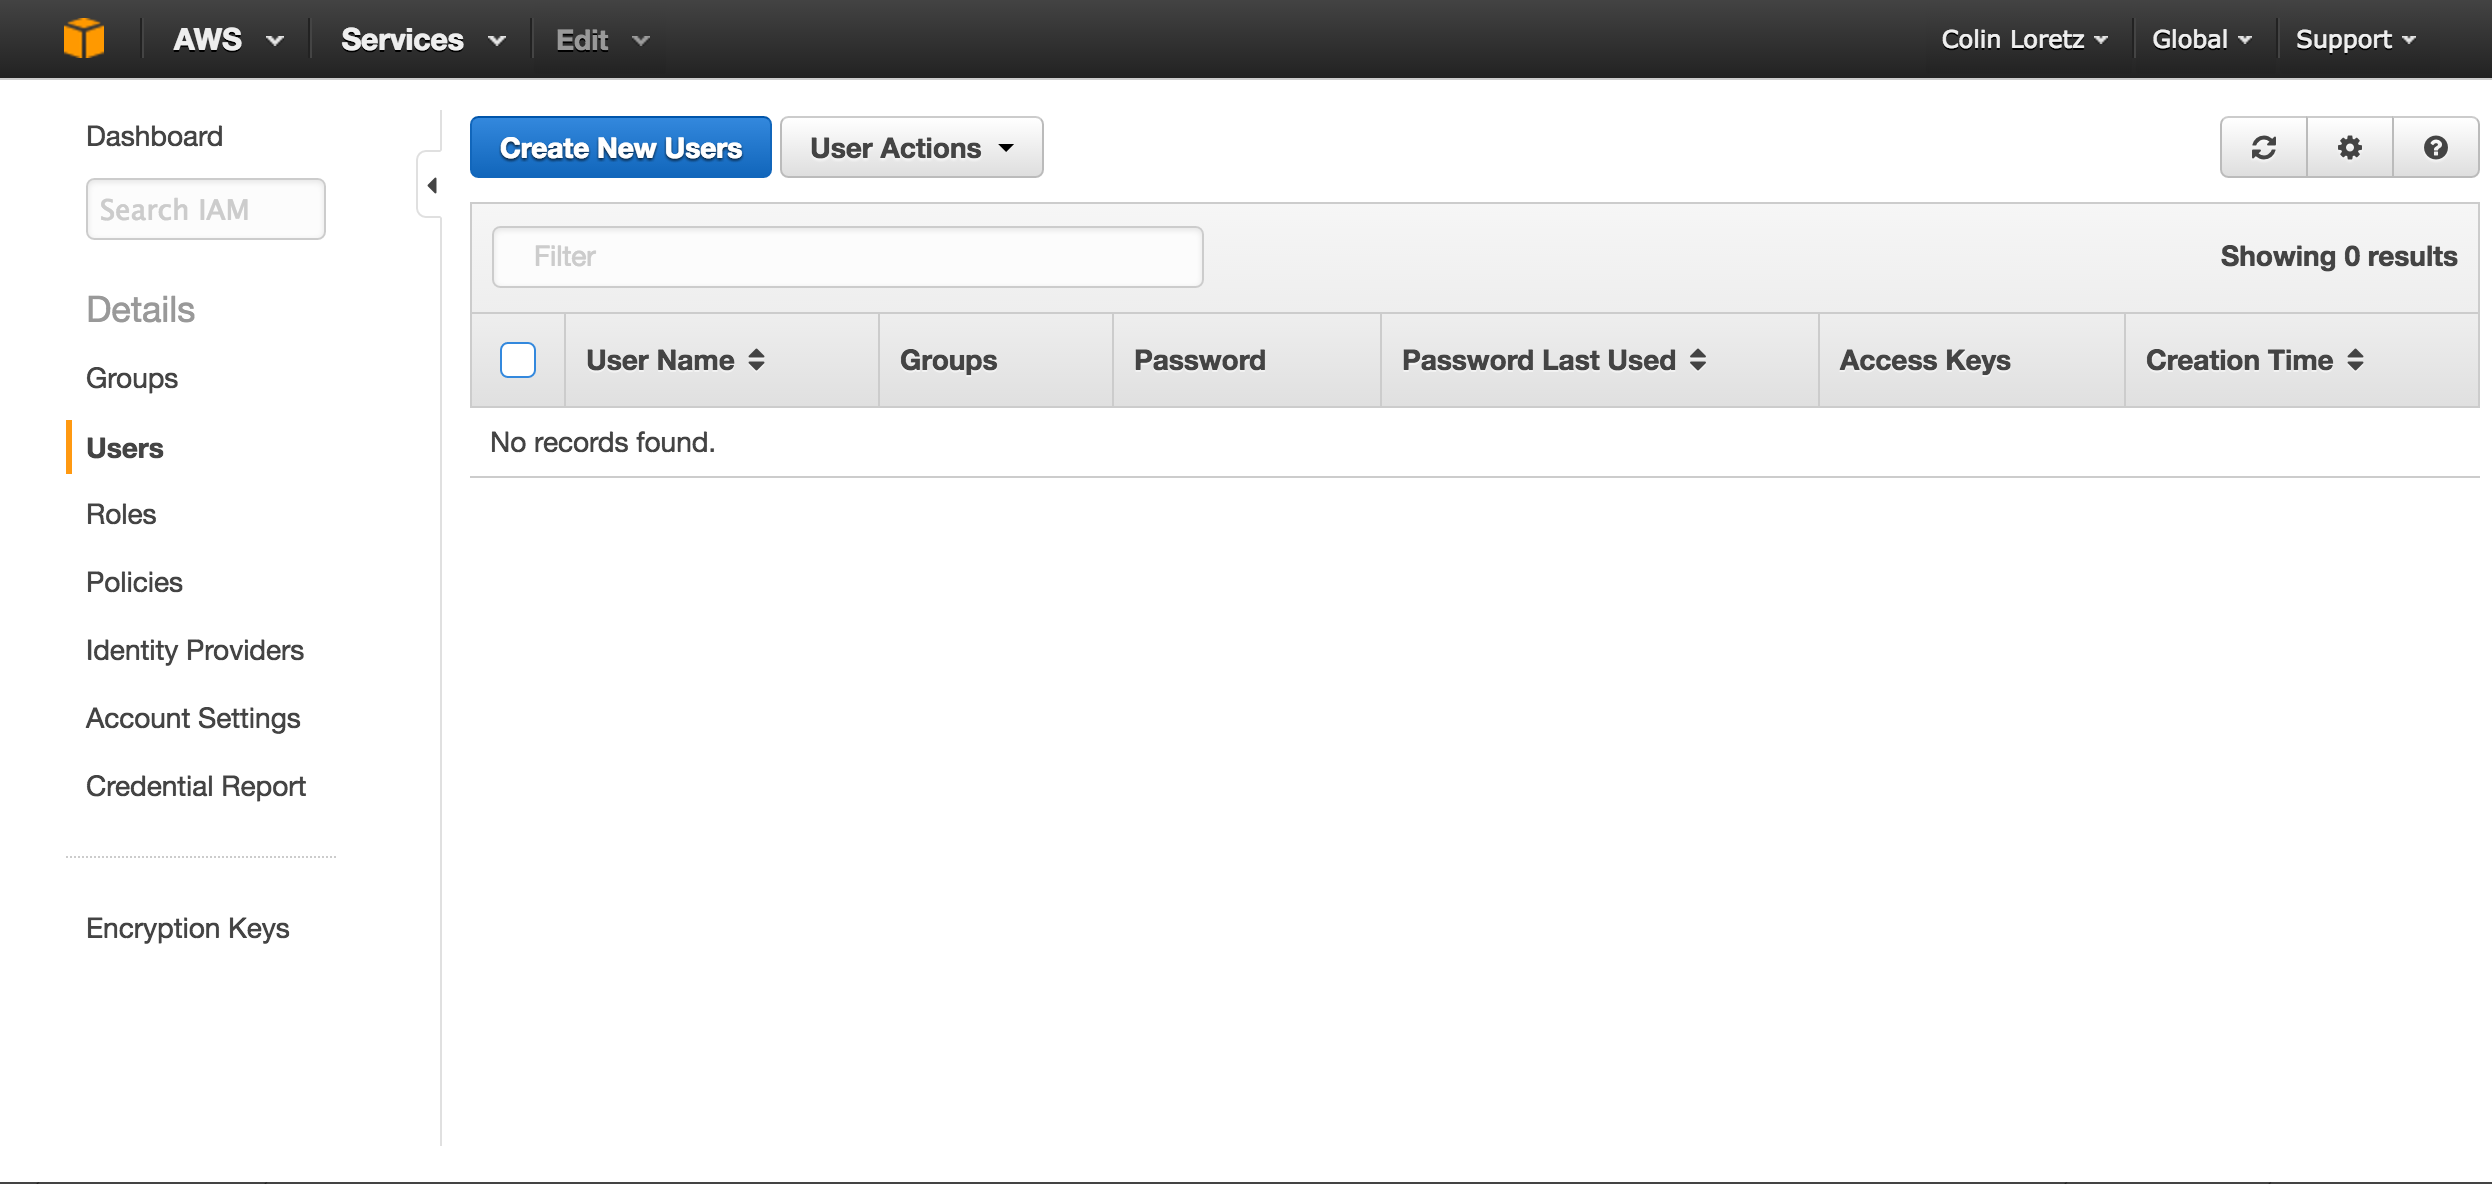 AWS Services Edit Colin Loretz Global Support
Dashboard
Search IAM
Details
Groups
Users
Roles
Policies
Identity Providers
Account Settings
Credential Report
Encryption Keys
Create New Users User Actions
Filter Showing 0 results
User Name Groups Password Password Last Used Access Keys Creation Time
No records found.